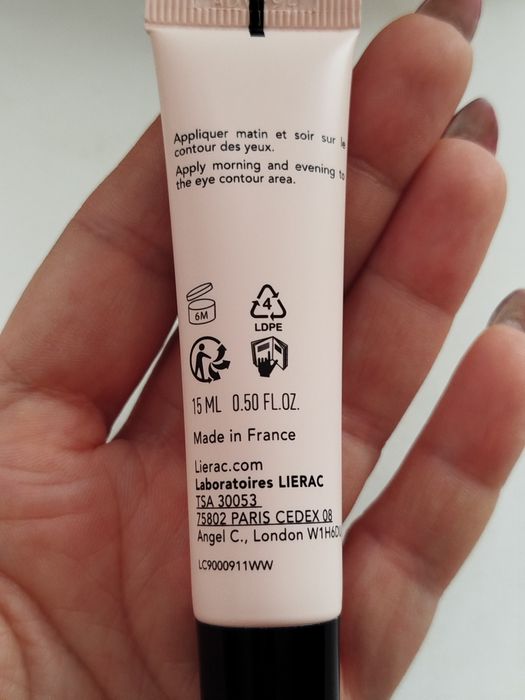 Appliquer matin et soir sur le
contour des yeux.
Apply morning and evening to
the eye contour area.
6M
4
LDPE
15 ML 0.50 FL.OZ.
Made in France
Lierac.com
Laboratoires LIERAC
TSA 30053
75802 PARIS CEDEX 08
Angel C., London
LC9000911WW